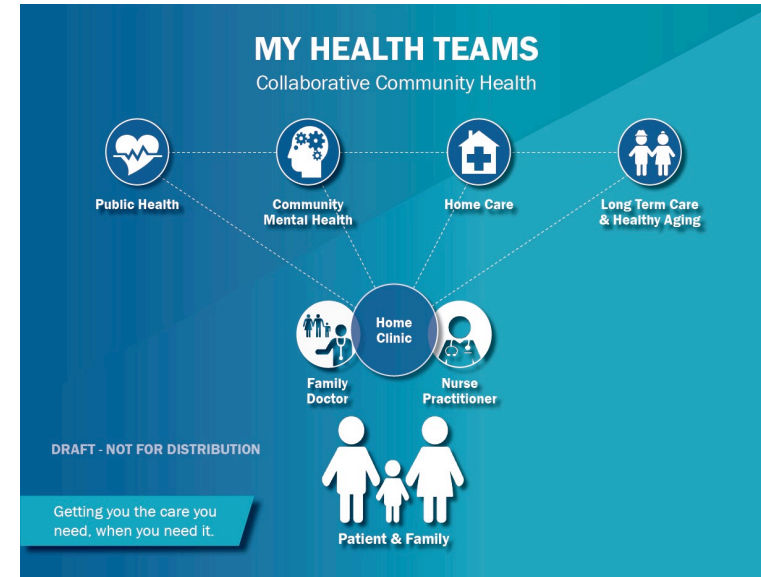 MY HEALTH TEAMS
Collaborative Community Health
Public Health
Community
Mental Health
Home Care
Long Term Care
& Healthy Aging
Home
Clinic
Family
Doctor
Nurse
Practitioner
DRAFT - NOT FOR DISTRIBUTION
Getting you the care you
need, when you need it.
Patient & Family